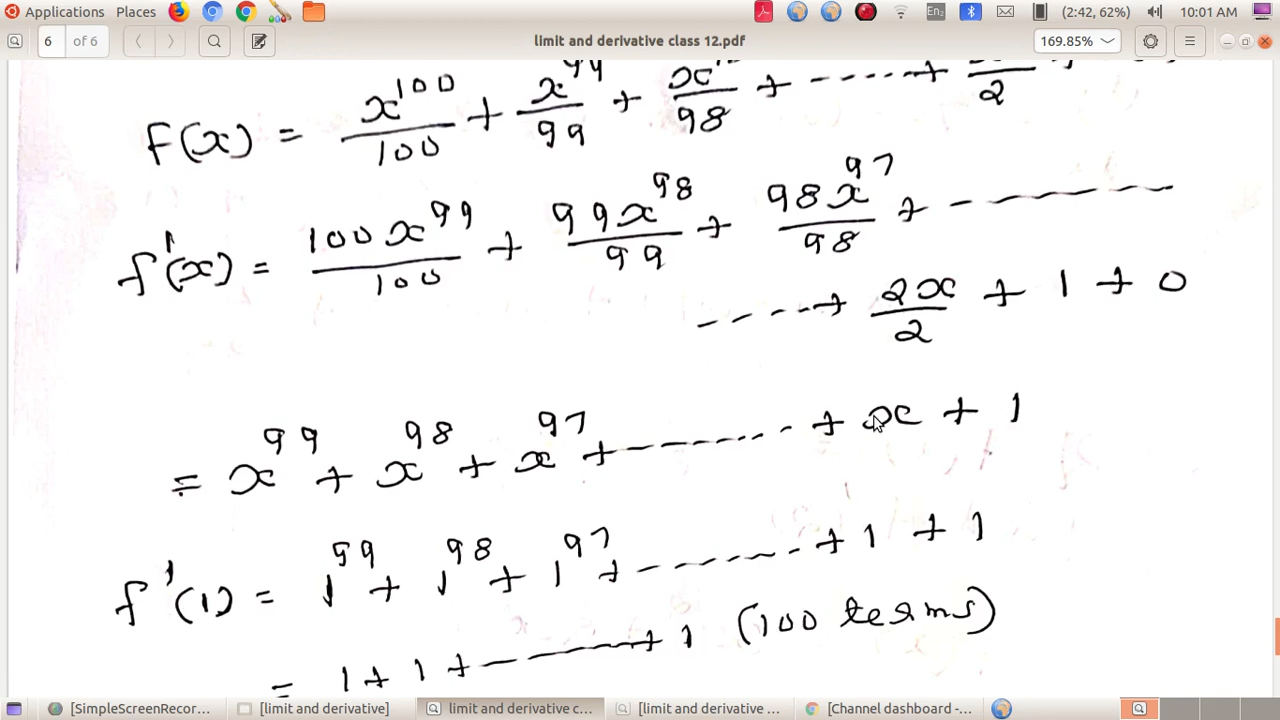 Applications Places En₂ (2:42, 62%) 10:01 AM
6 of 6 limit and derivative class 12.pdf 169.85%
f(x) = x^100/100 + x^99/99 + /98 + ------ + /2
f'(x) = 100x^99/100 + 99x^98/99 + 98x^97/98 + ---------
----+ 2x/2 + 1 + 0
= x^99 + x^98 + x^97 + -------- + x + 1
f'(1) = 1^99 + 1^98 + 1^97 + -------- + 1 + 1
= 1 + 1 + -------- + 1 (100 terms)
[SimpleScreenRecor... [limit and derivative] limit and derivative c... [limit and derivative ... [Channel dashboard -...